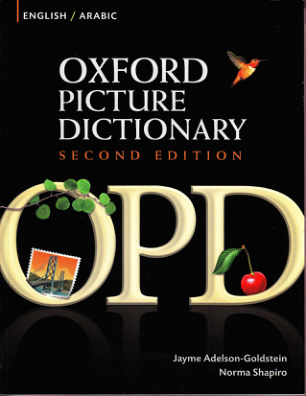 ENGLISH / ARABIC
OXFORD
PICTURE
DICTIONARY
SECOND EDITION
OPD
Jayme Adelson-Goldstein
Norma Shapiro